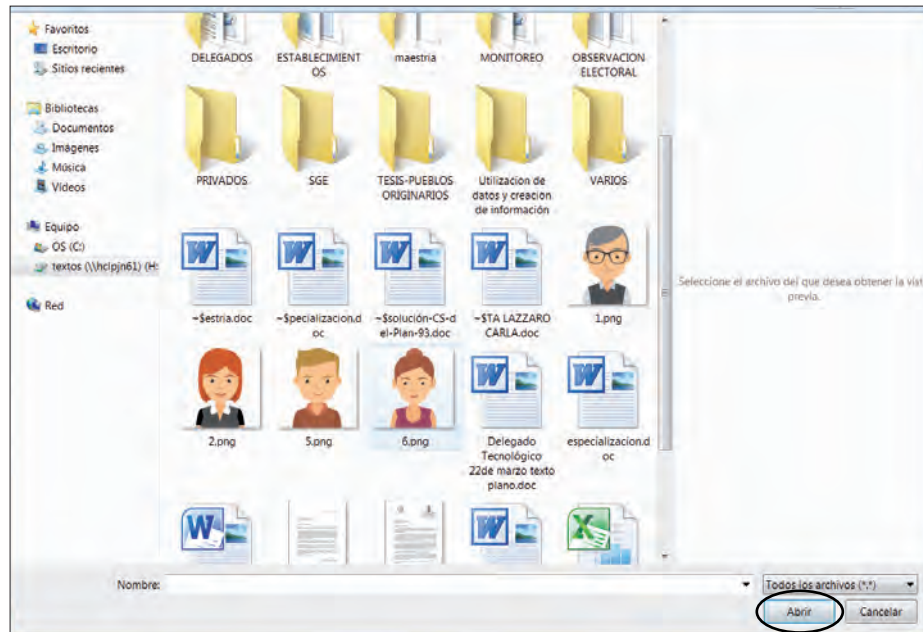 Favoritos
Escritorio
Sitios recientes
Bibliotecas
Documentos
Imágenes
Música
Vídeos
Equipo
OS (C:)
textos (\\hclpjn61) (H:
Red
DELEGADOS
ESTABLECIMIENT
OS
maestria
MONITOREO
OBSERVACION
ELECTORAL
PRIVADOS
SGE
TESIS-PUEBLOS
ORIGINARIOS
Utilizacion de
datos y creacion
de información
VARIOS
~$estria.doc
~$pecializacion.d
oc
~$solución-CS-d
el-Plan-93.doc
~$TA LAZZARO
CARLA.doc
1.png
2.png
5.png
6.png
Delegado
Tecnológico
22de marzo texto
plano.doc
especializacion.d
oc
Seleccione el archivo del que desea obtener la vist
previa.
Nombre:
Todos los archivos (*.*)
Abrir
Cancelar